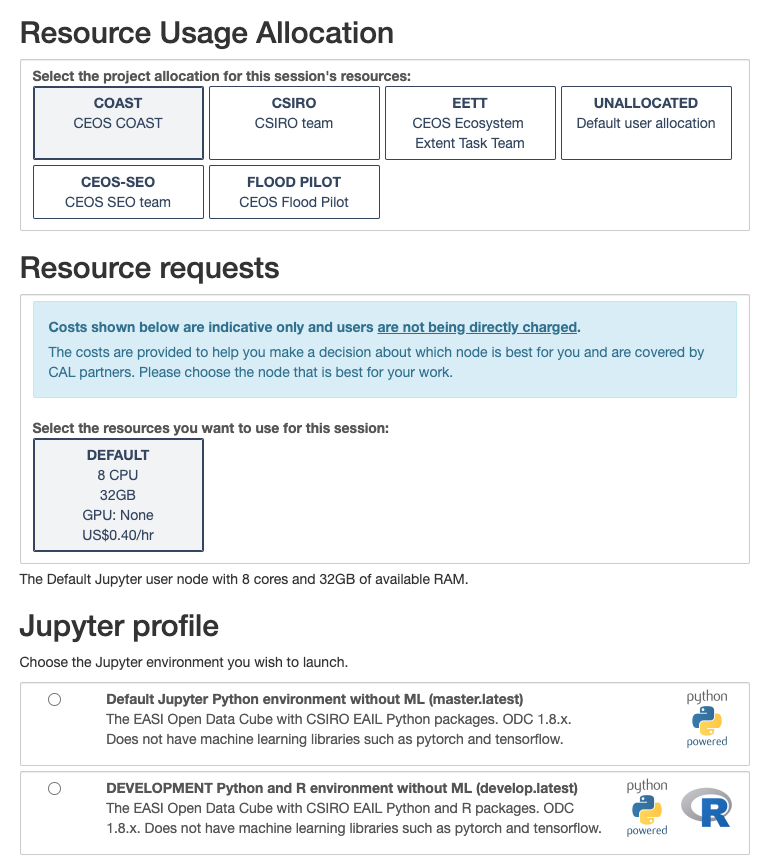 Resource Usage Allocation
Select the project allocation for this session's resources:
COAST
CEOS COAST
CSIRO
CSIRO team
EETT
CEOS Ecosystem
Extent Task Team
UNALLOCATED
Default user allocation
CEOS-SEO
CEOS SEO team
FLOOD PILOT
CEOS Flood Pilot
Resource requests
Costs shown below are indicative only and users are not being directly charged.
The costs are provided to help you make a decision about which node is best for you and are covered by
CAL partners. Please choose the node that is best for your work.
Select the resources you want to use for this session:
DEFAULT
8 CPU
32GB
GPU: None
US$0.40/hr
The Default Jupyter user node with 8 cores and 32GB of available RAM.
Jupyter profile
Choose the Jupyter environment you wish to launch.
Default Jupyter Python environment without ML (master.latest)
The EASI Open Data Cube with CSIRO EAIL Python packages. ODC 1.8.x.
Does not have machine learning libraries such as pytorch and tensorflow.
python
powered
DEVELOPMENT Python and R environment without ML (develop.latest)
The EASI Open Data Cube with CSIRO EAIL Python and R packages. ODC
1.8.x. Does not have machine learning libraries such as pytorch and tensorflow.
python
powered
R